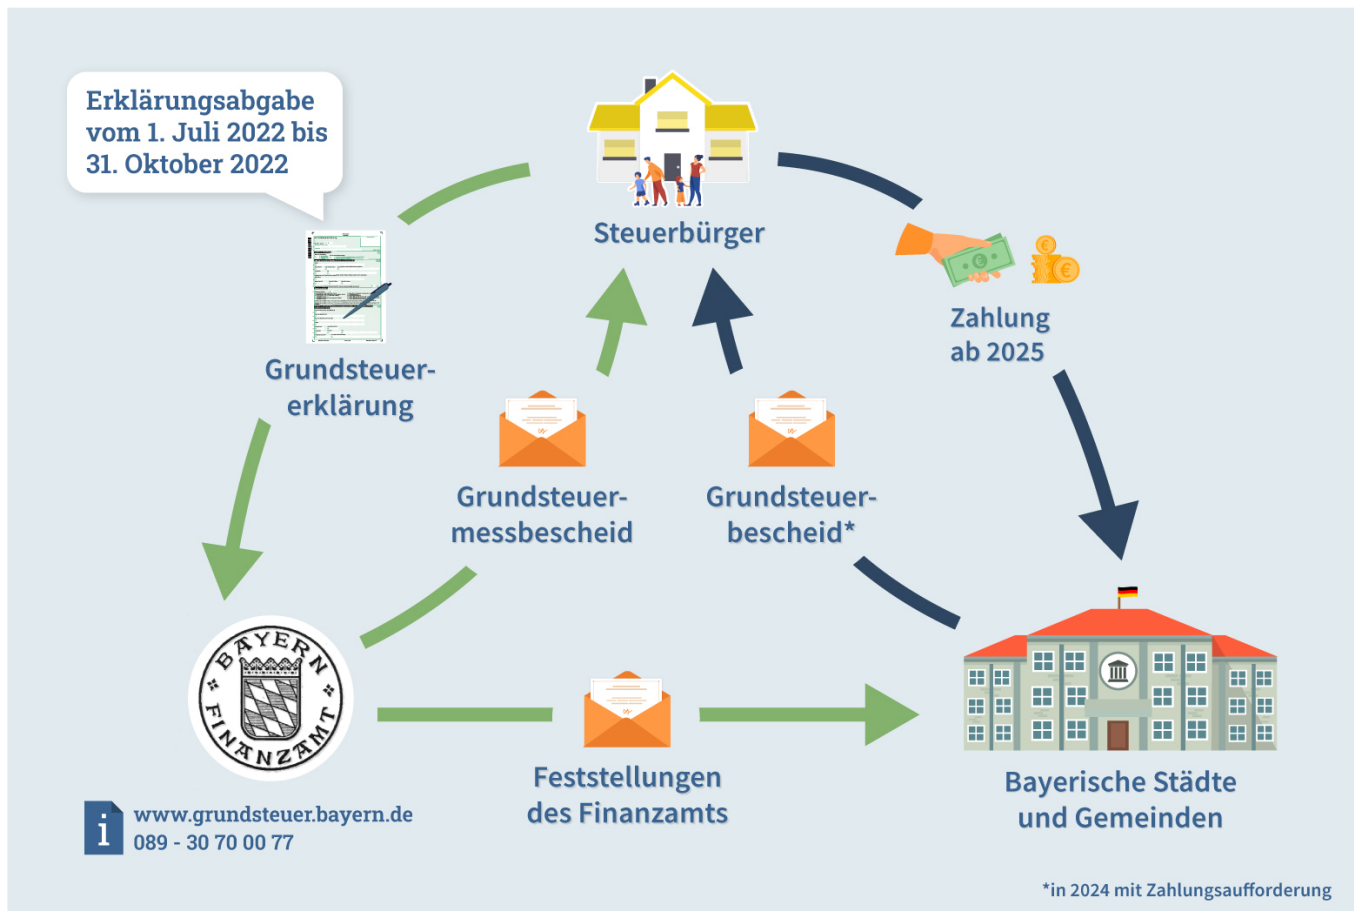 Erklärungsabgabe
vom 1. Juli 2022 bis
31. Oktober 2022
Steuerbürger
Grundsteuer-
erklärung
Zahlung
ab 2025
Grundsteuer-
messbescheid
Grundsteuer-
bescheid*
BAYERN
FINANZAMT
Feststellungen
des Finanzamts
Bayerische Städte
und Gemeinden
i
www.grundsteuer.bayern.de
089 - 30 70 00 77
*in 2024 mit Zahlungsaufforderung